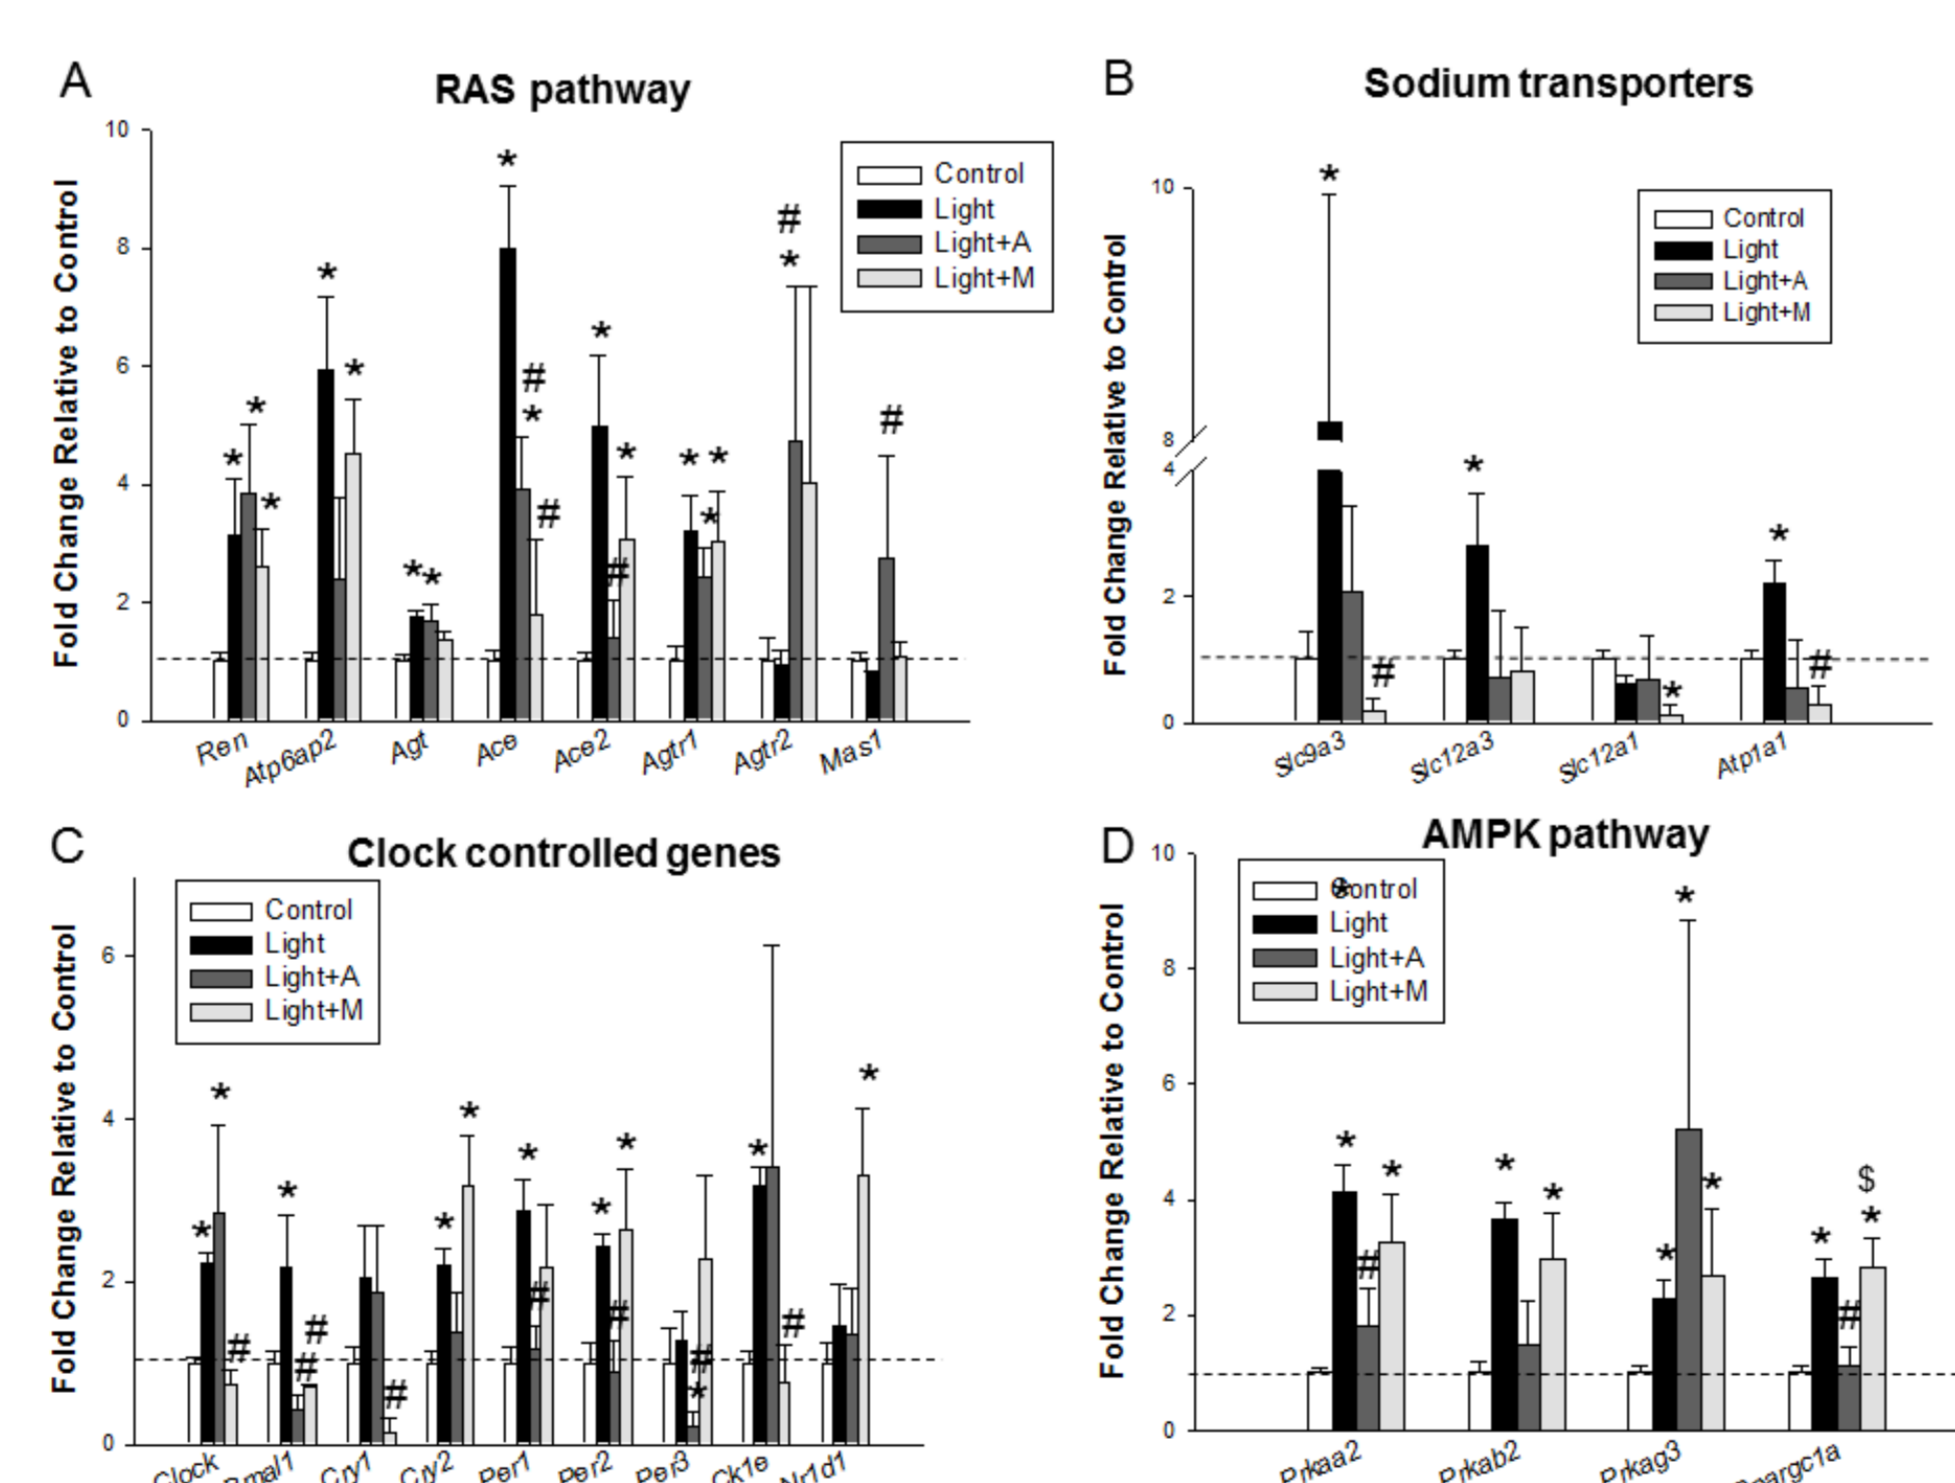 A
RAS pathway
Fold Change Relative to Control
10
8
6
4
2
0
Control
Light
Light+A
Light+M
*
*
*
*
*
* *
*
#
*
#
*
#
*
*
*
*
#
*
#
Ren
Atp6ap2
Agt
Ace
Ace2
Agtr1
Agtr2
Mas1
B
Sodium transporters
Fold Change Relative to Control
10
8
4
2
0
Control
Light
Light+A
Light+M
*
#
*
*
*
#
Slc9a3
Slc12a3
Slc12a1
Atp1a1
C
Clock controlled genes
Fold Change Relative to Control
6
4
2
0
Control
Light
Light+A
Light+M
*
*
#
*
#
#
#
*
*
*
#
*
#
*
#
*
*
#
*
Clock
Cry1
Cry2
Per1
Per2
Per3
Ck1e
D
AMPK pathway
Fold Change Relative to Control
10
8
6
4
2
0
Control
Light
Light+A
Light+M
*
*
#
*
*
*
*
*
*
*
#
$
*
Prkaa2
Prkab2
Prkag3